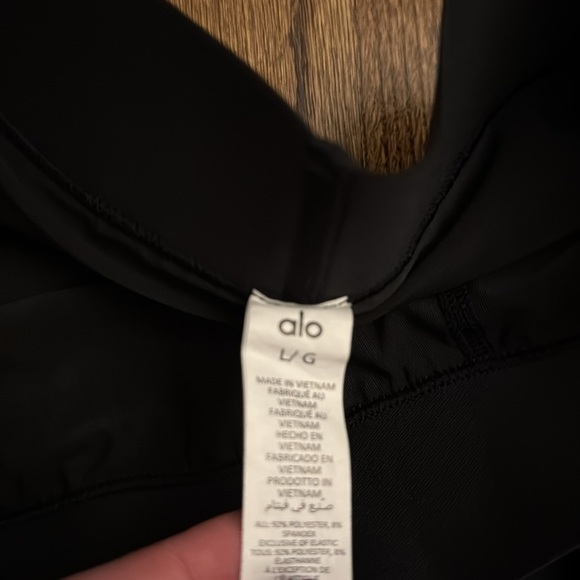 alo
L/G
MADE IN VIETNAM
FABRIQUÉ AU
VIETNAM
FABRIQUÉ AU
VIETNAM
HECHO EN
VIETNAM
FABRICADO EN
VIETNAM
PRODOTTO IN
VIETNAM
صنع في فيتنام
ALL: 92% POLYESTER, 8%
SPANDEX
EXCLUSIVE OF ELASTIC
TOUS: 92% POLYESTER, 8%
ÉLASTHANNE
À L'EXCEPTION DE